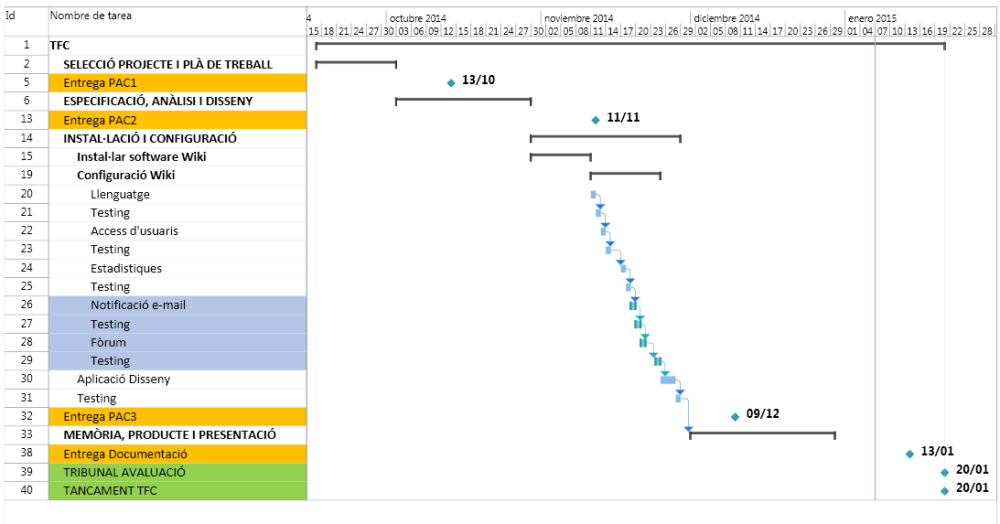 Id Nombre de tarea 4 octubre 2014 noviembre 2014 diciembre 2014 enero 2015
15 18 21 24 27 30 03 06 09 12 15 18 21 24 27 30 02 05 08 11 14 17 20 23 26 29 02 05 08 11 14 17 20 23 26 29 01 04 07 10 13 16 19 22 25 28
1 TFC
2 SELECCIÓ PROJECTE I PLÀ DE TREBALL
5 Entrega PAC1 13/10
6 ESPECIFICACIÓ, ANÀLISI I DISSENY
13 Entrega PAC2 11/11
14 INSTAL·LACIÓ I CONFIGURACIÓ
15 Instal·lar software Wiki
19 Configuració Wiki
20 Llenguatge
21 Testing
22 Access d'usuaris
23 Testing
24 Estadistiques
25 Testing
26 Notificació e-mail
27 Testing
28 Fòrum
29 Testing
30 Aplicació Disseny
31 Testing
32 Entrega PAC3 09/12
33 MEMÒRIA, PRODUCTE I PRESENTACIÓ
38 Entrega Documentació 13/01
39 TRIBUNAL AVALUACIÓ 20/01
40 TANCAMENT TFC 20/01